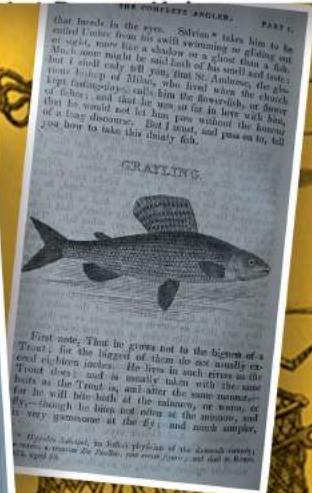 THE COMPLETE ANGLER. PART I.
that breeds in the eyes. Salvian * takes him to be
called Umber from his swift swimming or gliding out
of sight, more like a shadow or a ghost than a fish.
Much more might be said both of his smell and taste:
but I shall only tell you, that St. Ambrose, the glo-
rious bishop of Milan, who lived when the church
kept fasting-days, calls him the flower-fish, or flower
of fishes; and that he was so far in love with him,
that he would not let him pass without the honour
of a long discourse. But I must, and pass on, to tell
you how to take this dainty fish.
GRAYLING.
First note, That he grows not to the bigness of a
Trout; for the biggest of them do not usually ex-
ceed eighteen inches. He lives in such rivers as the
Trout does; and is usually taken with the same
baits as the Trout is, and after the same manner,—
for he will bite both at the minnow, or worm, or
fly,—though he bites not often at the minnow, and
is very gamesome at the fly; and much simpler,
* Hippolito Salviani, an Italian physician of the sixteenth century;